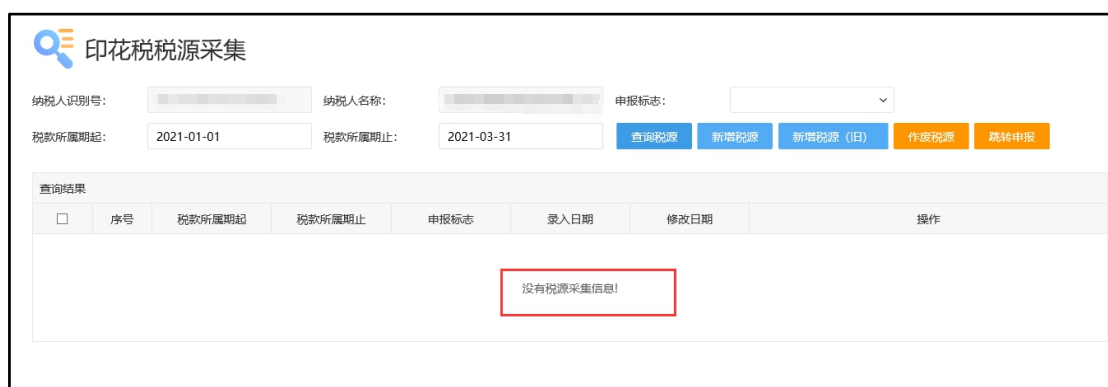 印花税税源采集
纳税人识别号： 纳税人名称： 申报标志：
税款所属期起： 2021-01-01 税款所属期止： 2021-03-31 查询税源 新增税源 新增税源（旧） 作废税源 跳转申报
查询结果
序号 税款所属期起 税款所属期止 申报标志 录入日期 修改日期 操作
没有税源采集信息!